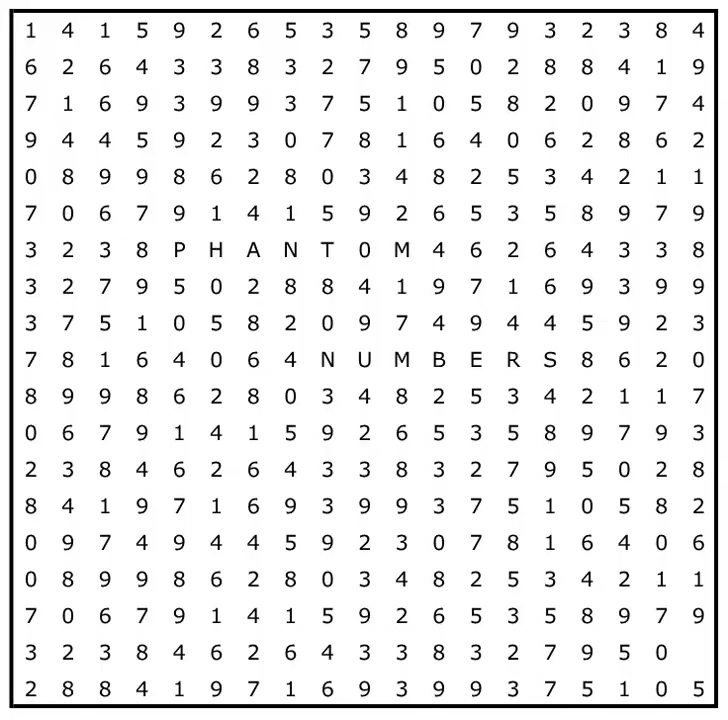 1 4 1 5 9 2 6 5 3 5 8 9 7 9 3 2 3 8 4
6 2 6 4 3 3 8 3 2 7 9 5 0 2 8 8 4 1 9
7 1 6 9 3 9 9 3 7 5 1 0 5 8 2 0 9 7 4
9 4 4 5 9 2 3 0 7 8 1 6 4 0 6 2 8 6 2
0 8 9 9 8 6 2 8 0 3 4 8 2 5 3 4 2 1 1
7 0 6 7 9 1 4 1 5 9 2 6 5 3 5 8 9 7 9
3 2 3 8 P H A N T 0 M 4 6 2 6 4 3 3 8
3 2 7 9 5 0 2 8 8 4 1 9 7 1 6 9 3 9 9
3 7 5 1 0 5 8 2 0 9 7 4 9 4 4 5 9 2 3
7 8 1 6 4 0 6 4 N U M B E R S 8 6 2 0
8 9 9 8 6 2 8 0 3 4 8 2 5 3 4 2 1 1 7
0 6 7 9 1 4 1 5 9 2 6 5 3 5 8 9 7 9 3
2 3 8 4 6 2 6 4 3 3 8 3 2 7 9 5 0 2 8
8 4 1 9 7 1 6 9 3 9 9 3 7 5 1 0 5 8 2
0 9 7 4 9 4 4 5 9 2 3 0 7 8 1 6 4 0 6
0 8 9 9 8 6 2 8 0 3 4 8 2 5 3 4 2 1 1
7 0 6 7 9 1 4 1 5 9 2 6 5 3 5 8 9 7 9
3 2 3 8 4 6 2 6 4 3 3 8 3 2 7 9 5 0
2 8 8 4 1 9 7 1 6 9 3 9 9 3 7 5 1 0 5